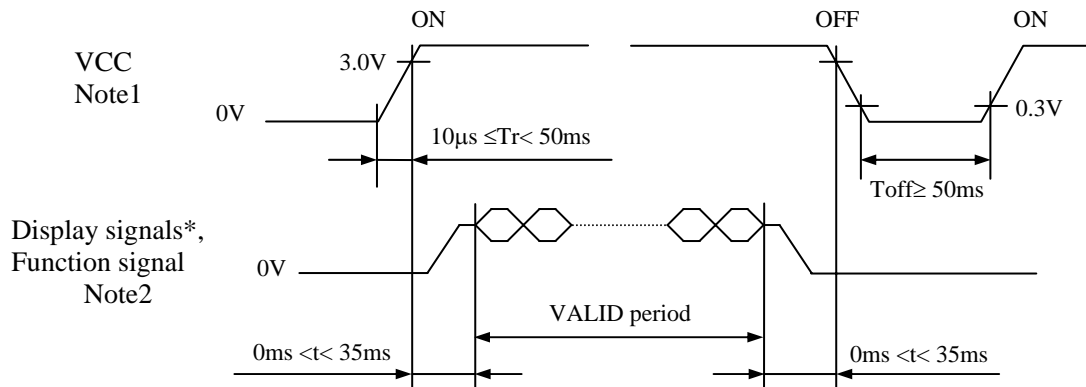 ON
OFF
ON
VCC
Note1
3.0V
0V
0.3V
10μs ≤Tr< 50ms
Toff≥ 50ms
Display signals*,
Function signal
Note2
0V
VALID period
0ms <t< 35ms
0ms <t< 35ms